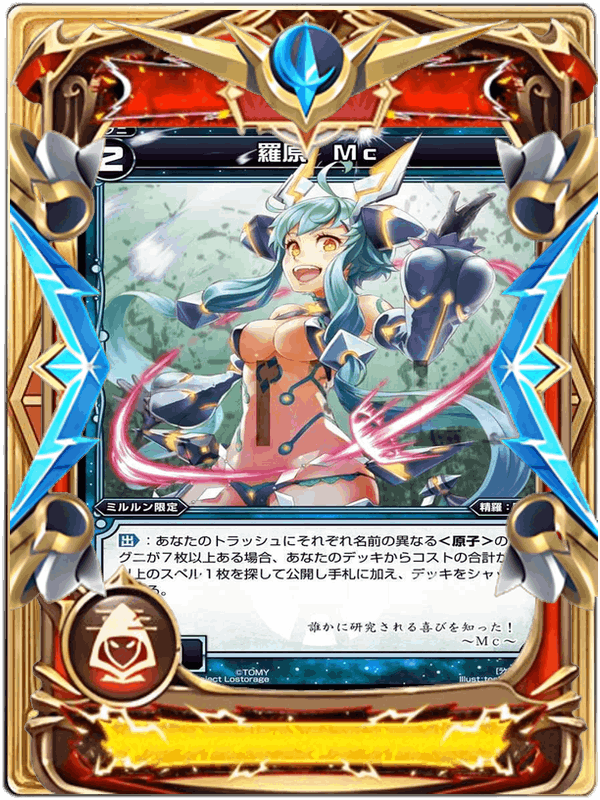 2
羅原 Mc
ミルルン限定
精羅:
出:あなたのトラッシュにそれぞれ名前の異なる<原子>の
グニが7枚以上ある場合、あなたのデッキからコストの合計が
上のスペル1枚を探して公開し手札に加え、デッキをシャッ
る。
誰かに研究される喜びを知った!
~Mc~
©TOMY
ject Lostorage
illust: